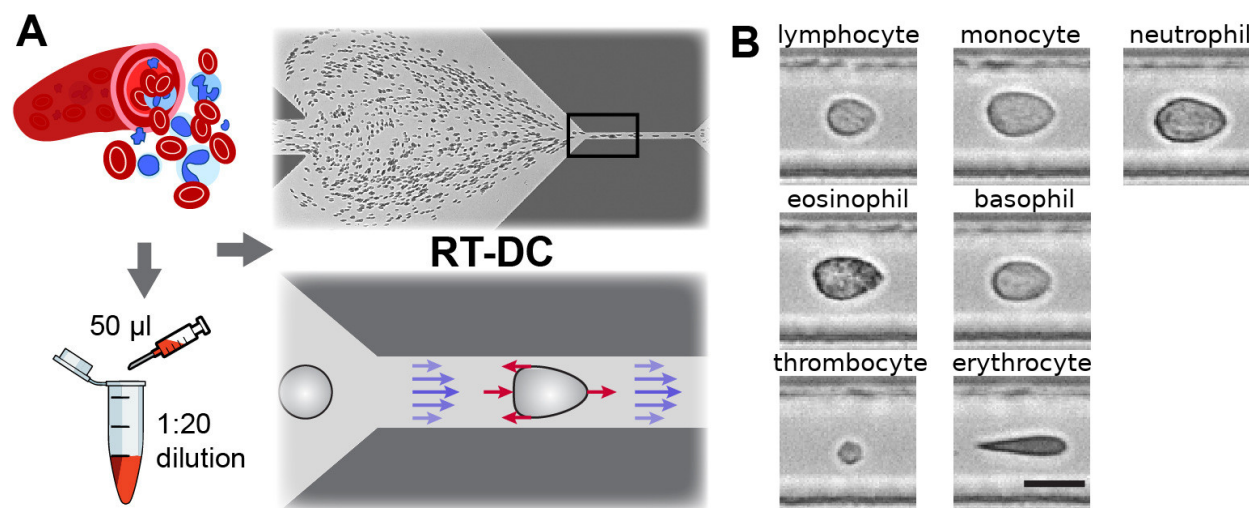 A
RT-DC
50 µl
1:20
dilution
B
lymphocyte
monocyte
neutrophil
eosinophil
basophil
thrombocyte
erythrocyte